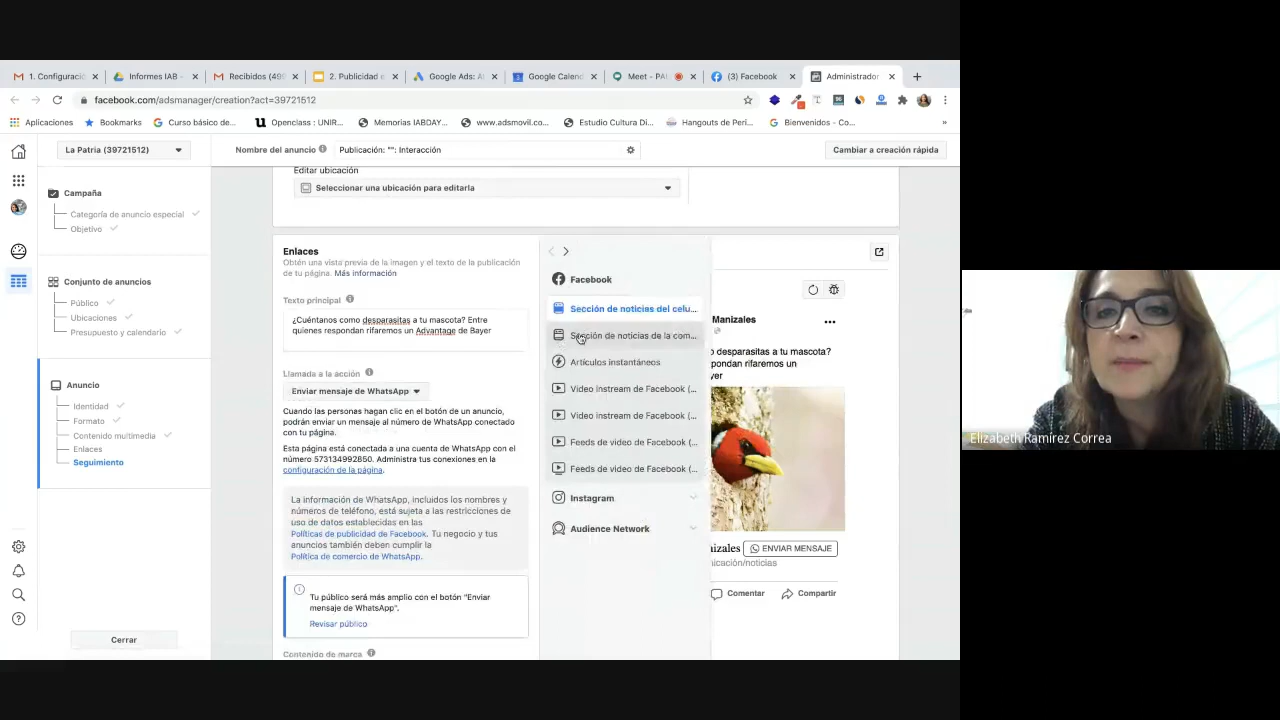 1. Configuraci
Informes IAB -
Recibidos (49
2. Publicidad e
Google Ads: A
Google Calen
Meet - PA
(3) Facebook
Administrador
facebook.com/adsmanager/creation?act=39721512
Aplicaciones
Bookmarks
Curso básico de...
Openclass : UNIR...
Memorias IABDAY...
www.adsmovil.co...
Estudio Cultura Di...
Hangouts de Peri...
Bienvenidos - Co...
»
La Patria (39721512)
Nombre del anuncio
Publicación: "": Interacción
Cambiar a creación rápida
Campaña
Categoría de anuncio especial
Objetivo
Conjunto de anuncios
Público
Ubicaciones
Presupuesto y calendario
Anuncio
Identidad
Formato
Contenido multimedia
Enlaces
Seguimiento
Cerrar
Editar ubicación
Seleccionar una ubicación para editarla
Enlaces
Obtén una vista previa de la imagen y el texto de la publicación
de tu página. Más información
Texto principal
¿Cuéntanos como desparasitas a tu mascota? Entre
quienes respondan rifaremos un Advantage de Bayer
Llamada a la acción
Enviar mensaje de WhatsApp
Cuando las personas hagan clic en el botón de un anuncio,
podrán enviar un mensaje al número de WhatsApp conectado
con tu página.
Esta página está conectada a una cuenta de WhatsApp con el
número 573134992850. Administra tus conexiones en la
configuración de la página.
La información de WhatsApp, incluidos los nombres y
números de teléfono, está sujeta a las restricciones de
uso de datos establecidas en las
Políticas de publicidad de Facebook. Tu negocio y tus
anuncios también deben cumplir la
Política de comercio de WhatsApp.
Tu público será más amplio con el botón "Enviar
mensaje de WhatsApp".
Revisar público
Contenido de marca
Facebook
Sección de noticias del celu...
Sección de noticias de la com...
Artículos instantáneos
Video instream de Facebook (...
Video instream de Facebook (...
Feeds de video de Facebook (...
Feeds de video de Facebook (...
Instagram
Audience Network
Manizales
o desparasitas a tu mascota?
pondan rifaremos un
yer
nizales
ENVIAR MENSAJE
icación/noticias
Comentar
Compartir
Elizabeth Ramírez Correa